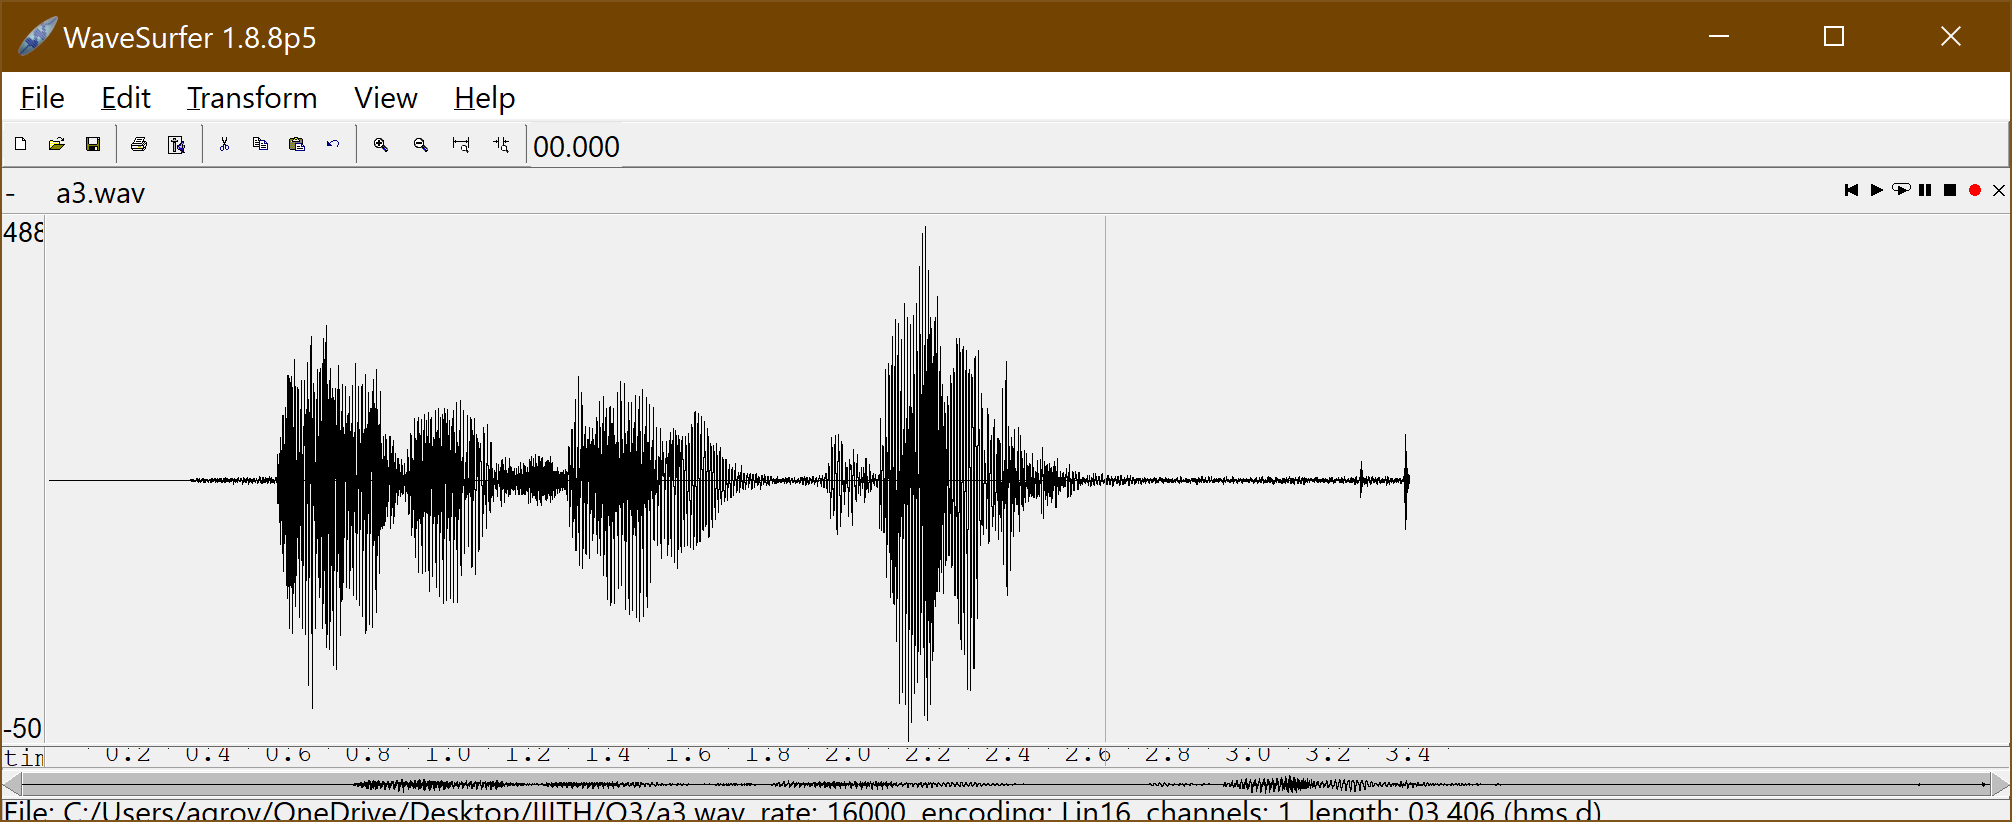 WaveSurfer 1.8.8p5
File Edit Transform View Help
00.000
- a3.wav
488
-50
tim 0.2 0.4 0.6 0.8 1.0 1.2 1.4 1.6 1.8 2.0 2.2 2.4 2.6 2.8 3.0 3.2 3.4
File: C:/Users/agrov/OneDrive/Desktop/IIITH/Q3/a3.wav rate: 16000 encoding: Lin16 channels: 1 length: 03.406 (hms.d)